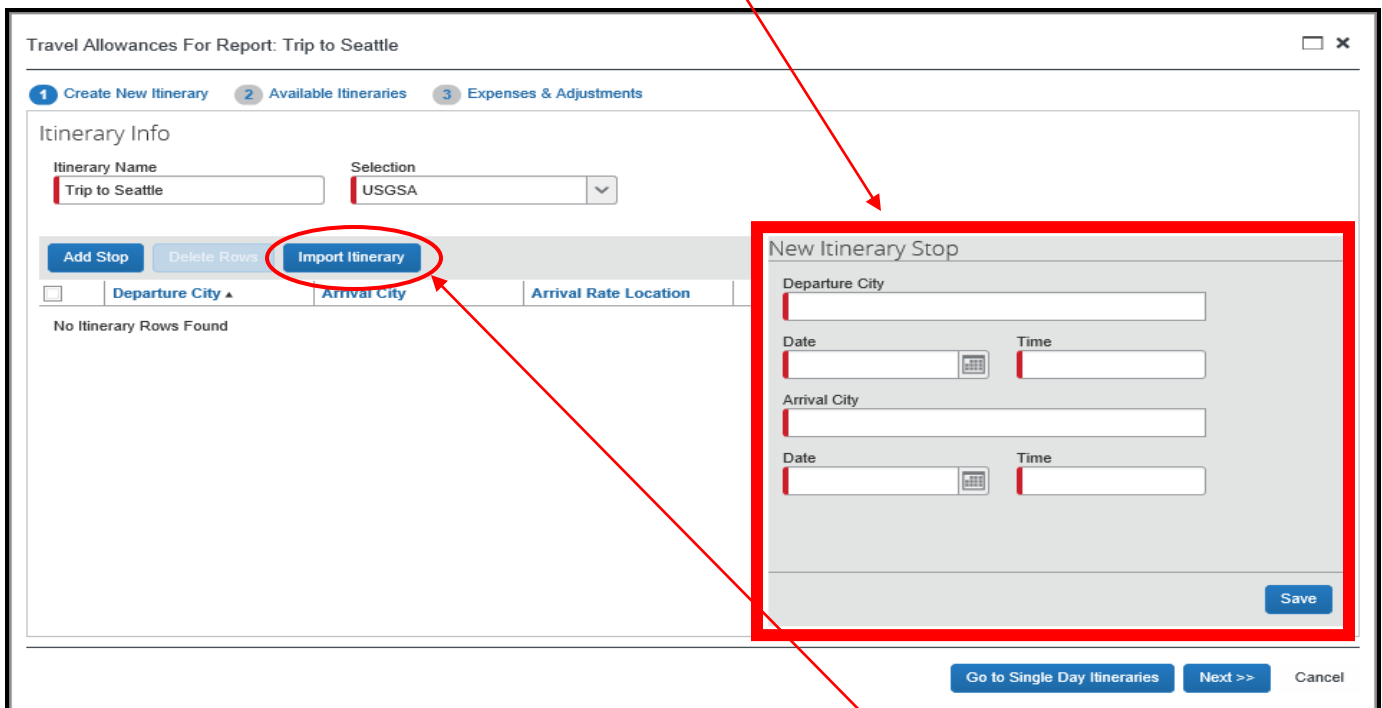 Travel Allowances For Report: Trip to Seattle
1 Create New Itinerary 2 Available Itineraries 3 Expenses & Adjustments
Itinerary Info
Itinerary Name Selection
Trip to Seattle USGSA
Add Stop Delete Rows Import Itinerary
Departure City Arrival City Arrival Rate Location
No Itinerary Rows Found
New Itinerary Stop
Departure City
Date Time
Arrival City
Date Time
Save
Go to Single Day Itineraries Next >> Cancel